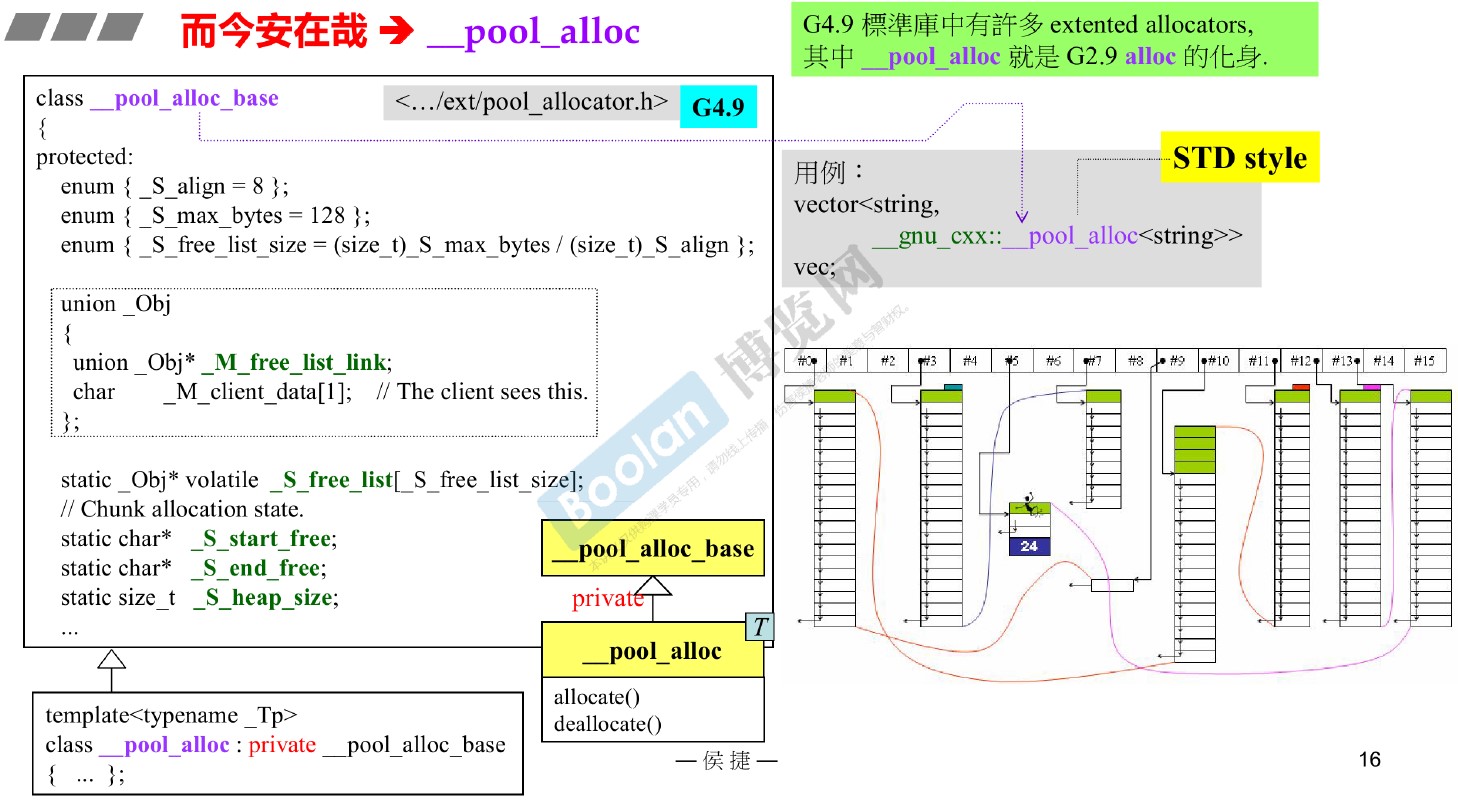 而今安在哉 ➔ __pool_alloc
G4.9 標準庫中有許多 extented allocators,
其中 __pool_alloc 就是 G2.9 alloc 的化身.
class __pool_alloc_base
<…/ext/pool_allocator.h>
G4.9
{
protected:
enum { _S_align = 8 };
enum { _S_max_bytes = 128 };
enum { _S_free_list_size = (size_t)_S_max_bytes / (size_t)_S_align };
union _Obj
{
union _Obj* _M_free_list_link;
char _M_client_data[1]; // The client sees this.
};
static _Obj* volatile _S_free_list[_S_free_list_size];
// Chunk allocation state.
static char* _S_start_free;
static char* _S_end_free;
static size_t _S_heap_size;
...
template<typename _Tp>
class __pool_alloc : private __pool_alloc_base
{ ... };
__pool_alloc_base
private
T
__pool_alloc
allocate()
deallocate()
STD style
用例：
vector<string,
__gnu_cxx::__pool_alloc<string>>
vec;
#0 #1 #2 #3 #4 #5 #6 #7 #8 #9 #10 #11 #12 #13 #14 #15
24
Boolan 博览网
— 侯 捷 —
16